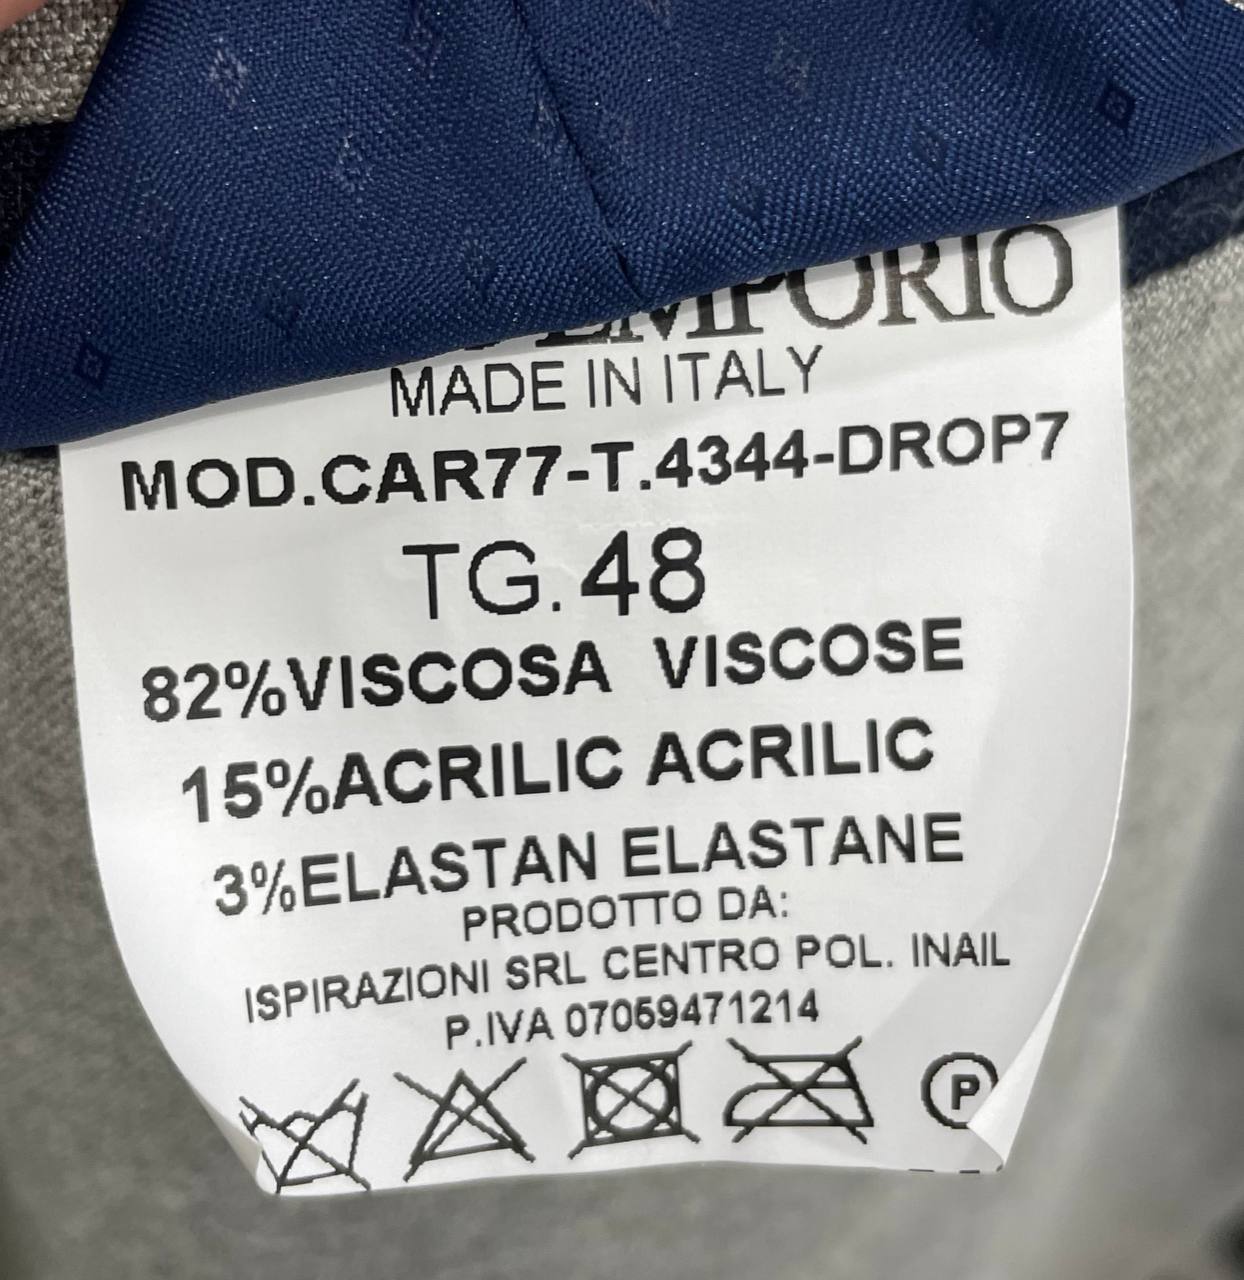 EMPORIO
MADE IN ITALY
MOD.CAR77-T.4344-DROP7
TG. 48
82%VISCOSA VISCOSE
15%ACRILIC ACRILIC
3%ELASTAN ELASTANE
PRODOTTO DA:
ISPIRAZIONI SRL CENTRO POL. INAIL
P.IVA 07059471214
P